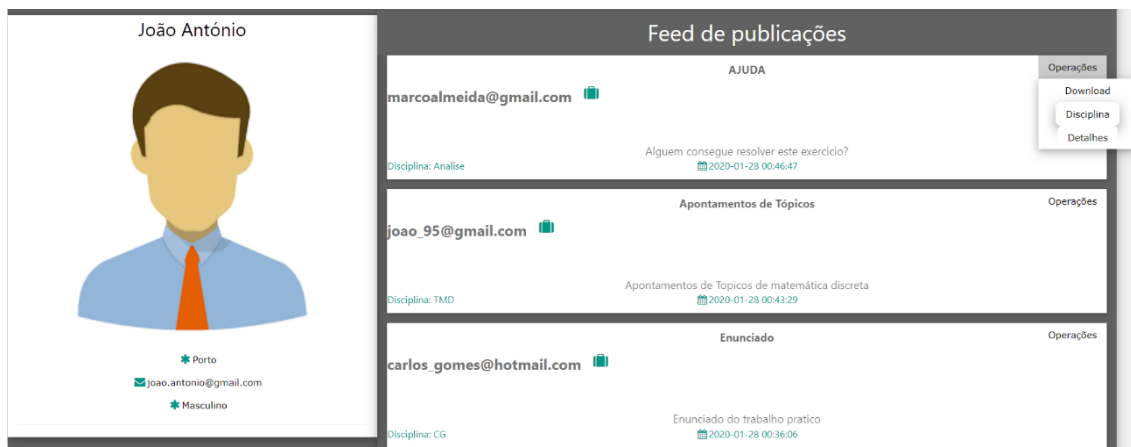 João António
Porto
joao.antonio@gmail.com
Masculino
Feed de publicações
AJUDA
Operações
Download
Disciplina
Detalhes
marcoalmeida@gmail.com
Alguem consegue resolver este exercicio?
Disciplina: Analise
2020-01-28 00:46:47
Apontamentos de Tópicos
Operações
joao_95@gmail.com
Apontamentos de Topicos de matemática discreta
Disciplina: TMD
2020-01-28 00:43:29
Enunciado
Operações
carlos_gomes@hotmail.com
Enunciado do trabalho pratico
Disciplina: CG
2020-01-28 00:36:06